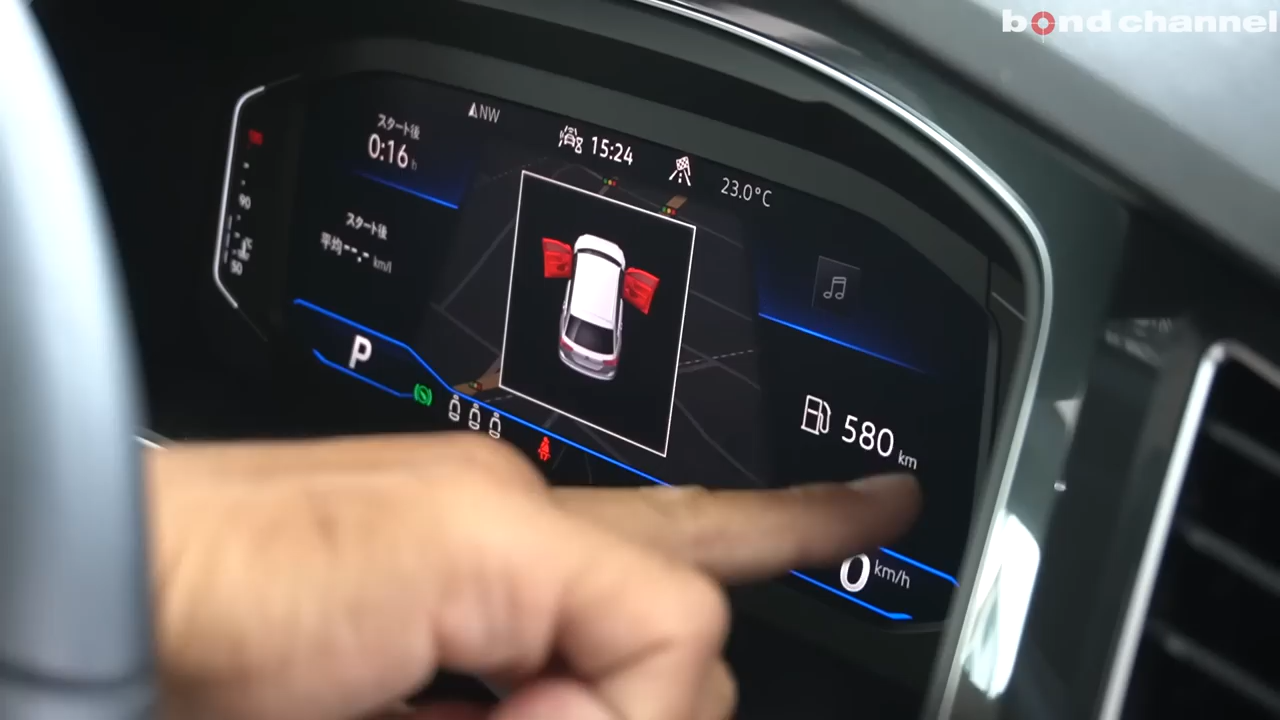 bond channel
NW
スタート後
0:16 h
15:24
23.0°C
スタート後
平均--.- km/l
90
50
P
580 km
0 km/h